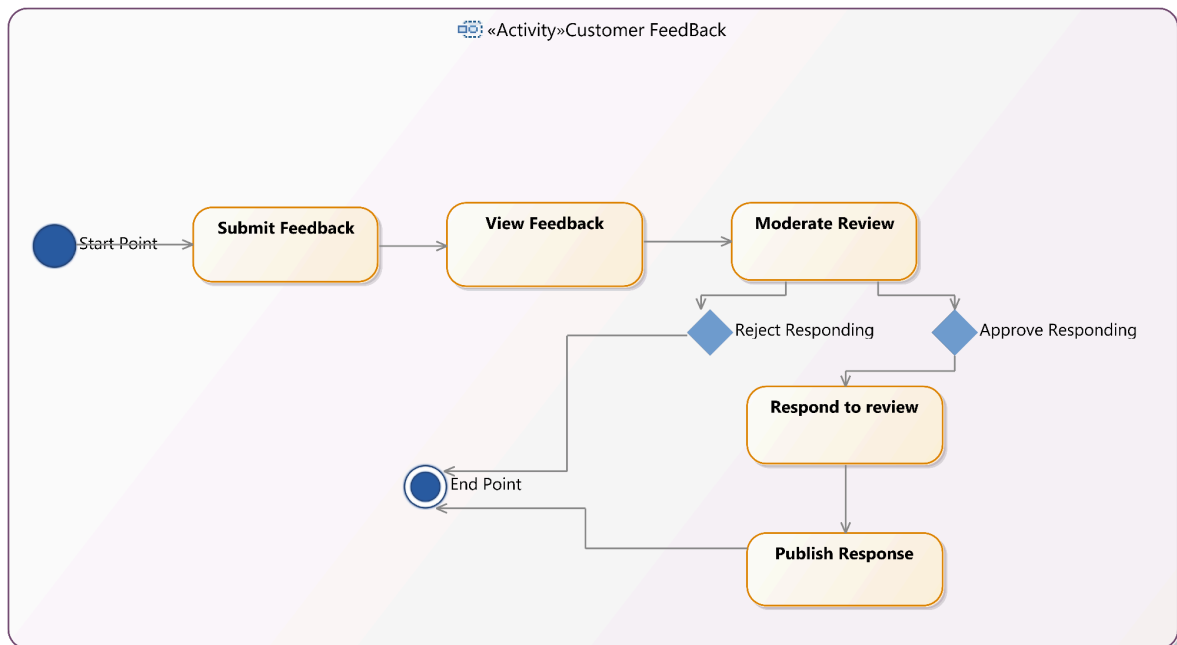 «Activity»Customer FeedBack
Start Point
Submit Feedback
View Feedback
Moderate Review
Reject Responding
Approve Responding
Respond to review
End Point
Publish Response